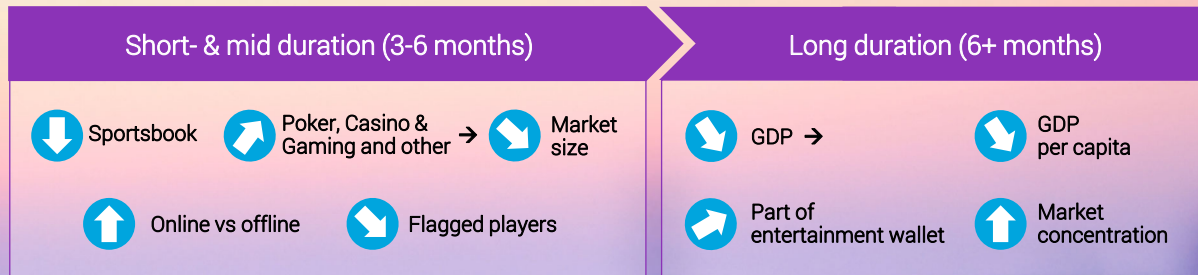 Short- & mid duration (3-6 months)
Long duration (6+ months)
Sportsbook
Poker, Casino &
Gaming and other →
Market
size
GDP →
GDP
per capita
Online vs offline
Flagged players
Part of
entertainment wallet
Market
concentration